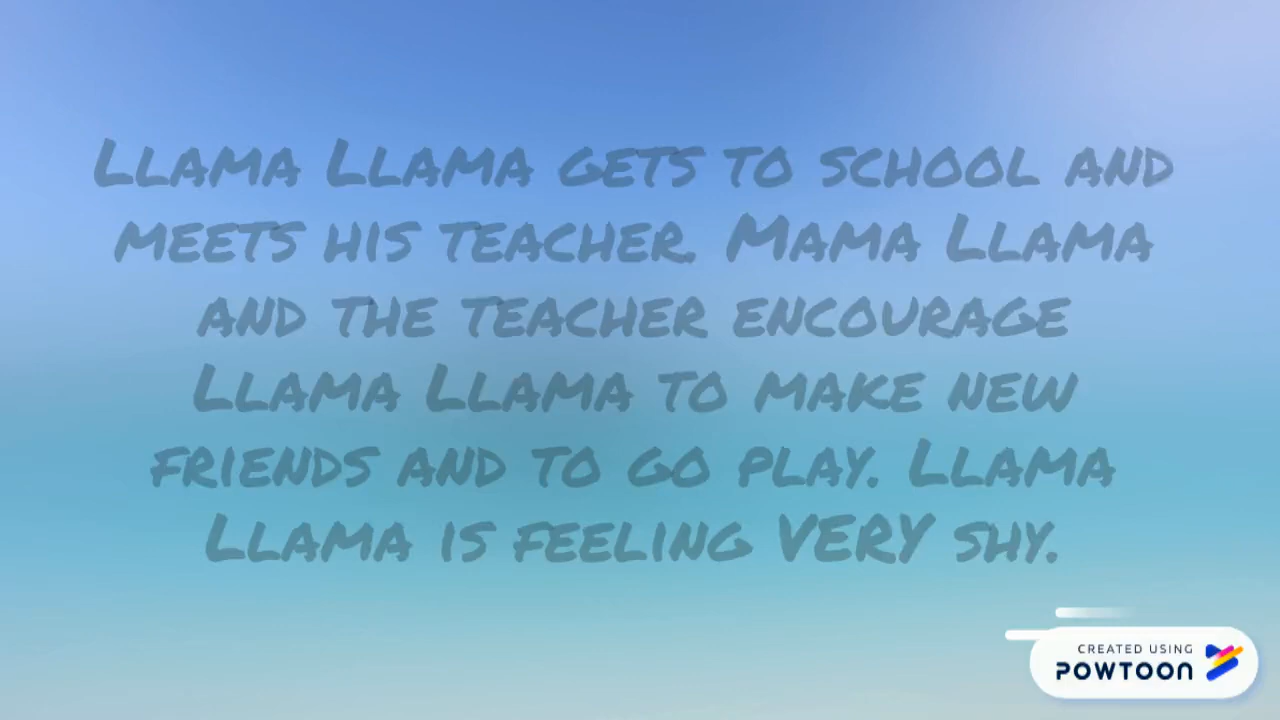 Llama Llama gets to school and
meets his teacher. Mama Llama
and the teacher encourage
Llama Llama to make new
friends and to go play. Llama
Llama is feeling VERY shy.
CREATED USING
POWTOON